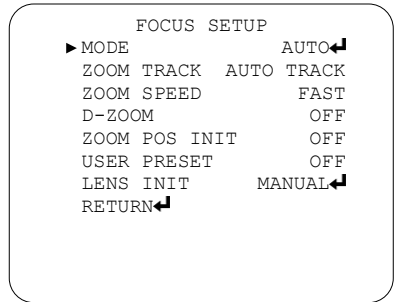 FOCUS SETUP
►MODE AUTO↵
ZOOM TRACK AUTO TRACK
ZOOM SPEED FAST
D-ZOOM OFF
ZOOM POS INIT OFF
USER PRESET OFF
LENS INIT MANUAL↵
RETURN↵